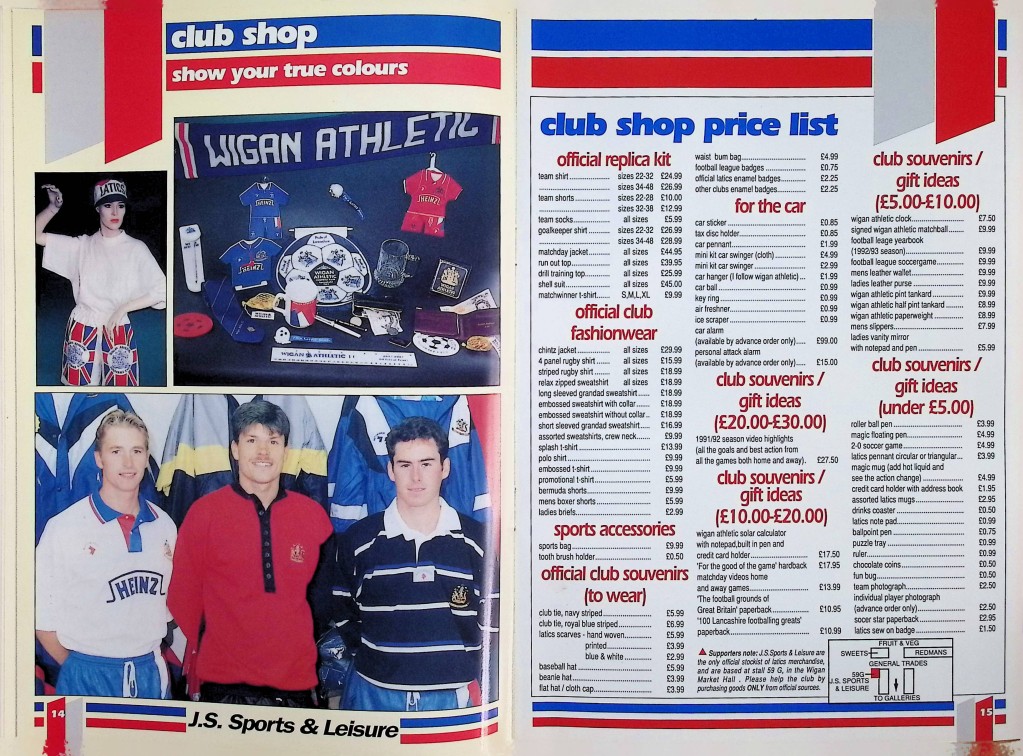 club shop
show your true colours
WIGAN ATHLETIC
LATICS
HEINZ
HEINZ
HEINZ
WIGAN
ATHLETIC
WIGAN ATHLETIC
HEINZ
14
J.S. Sports & Leisure
club shop price list
official replica kit
team shirt sizes 22-32 £24.99
sizes 34-48 £26.99
team shorts sizes 22-28 £10.00
sizes 32-38 £12.99
team socks all sizes £5.99
goalkeeper shirt sizes 22-32 £26.99
sizes 34-48 £28.99
matchday jacket all sizes £44.95
run out top all sizes £39.95
drill training top all sizes £25.99
shell suit all sizes £45.00
matchwinner t-shirt S,M,L,XL £9.99
official club
fashionwear
chintz jacket all sizes £29.99
4 panel rugby shirt all sizes £15.99
striped rugby shirt all sizes £18.99
relax zipped sweatshirt all sizes £18.99
long sleeved grandad sweatshirt £18.99
embossed sweatshirt with collar £18.99
embossed sweatshirt without collar £18.99
short sleeved grandad sweatshirt £16.99
assorted sweatshirts, crew neck £9.99
splash t-shirt £13.99
polo shirt £9.99
embossed t-shirt £9.99
promotional t-shirt £5.99
bermuda shorts £9.99
mens boxer shorts £5.99
ladies briefs £2.99
sports accessories
sports bag £9.99
tooth brush holder £0.50
official club souvenirs
(to wear)
club tie, navy striped £5.99
club tie, royal blue striped £6.99
latics scarves - hand woven £5.99
printed £3.99
blue & white £2.99
baseball hat £5.99
beanie hat £3.99
flat hat / cloth cap £3.99
waist bum bag £4.99
football league badges £0.75
official latics enamel badges £2.25
other clubs enamel badges £2.25
for the car
car sticker £0.85
tax disc holder £0.85
car pennant £1.99
mini kit car swinger (cloth) £4.99
mini kit car swinger £2.99
car hanger (I follow wigan athletic) £1.99
car ball £0.99
key ring £0.99
air freshner £0.99
ice scraper £0.99
car alarm
(available by advance order only) £99.00
personal attack alarm
(available by advance order only) £15.00
club souvenirs /
gift ideas
(£20.00-£30.00)
1991/92 season video highlights
(all the goals and best action from
all the games both home and away). £27.50
club souvenirs /
gift ideas
(£10.00-£20.00)
wigan athletic solar calculator
with notepad,built in pen and
credit card holder £17.50
'For the good of the game' hardback £17.95
matchday videos home
and away games £13.99
'The football grounds of
Great Britain' paperback £10.95
'100 Lancashire footballing greats'
paperback £10.99
▲ Supporters note: J.S.Sports & Leisure are
the only official stockist of latics merchandise,
and are based at stall 59 G, in the Wigan
Market Hall . Please help the club by
purchasing goods ONLY from official sources.
club souvenirs /
gift ideas
(£5.00-£10.00)
wigan athletic clock £7.50
signed wigan athletic matchball £9.99
football leage yearbook
(1992/93 season) £9.99
football league soccergame £9.99
mens leather wallet £9.99
ladies leather purse £9.99
wigan athletic pint tankard £9.99
wigan athletic half pint tankard £8.99
wigan athletic paperweight £8.99
mens slippers £7.99
ladies vanity mirror
with notepad and pen £5.99
club souvenirs /
gift ideas
(under £5.00)
roller ball pen £3.99
magic floating pen £4.99
2-0 soccer game £4.99
latics pennant circular or triangular £3.99
magic mug (add hot liquid and
see the action change) £4.99
credit card holder with address book £1.95
assorted latics mugs £2.95
drinks coaster £0.50
latics note pad £0.99
ballpoint pen £0.75
puzzle tray £0.99
ruler £0.99
chocolate coins £0.50
fun bug £0.50
team photograph £2.50
individual player photograph
(advance order only) £2.50
soccer star paperback £2.95
latics sew on badge £1.50
FRUIT & VEG
SWEETS
REDMANS
GENERAL TRADES
59G
J.S. SPORTS
& LEISURE
TO GALLERIES
15